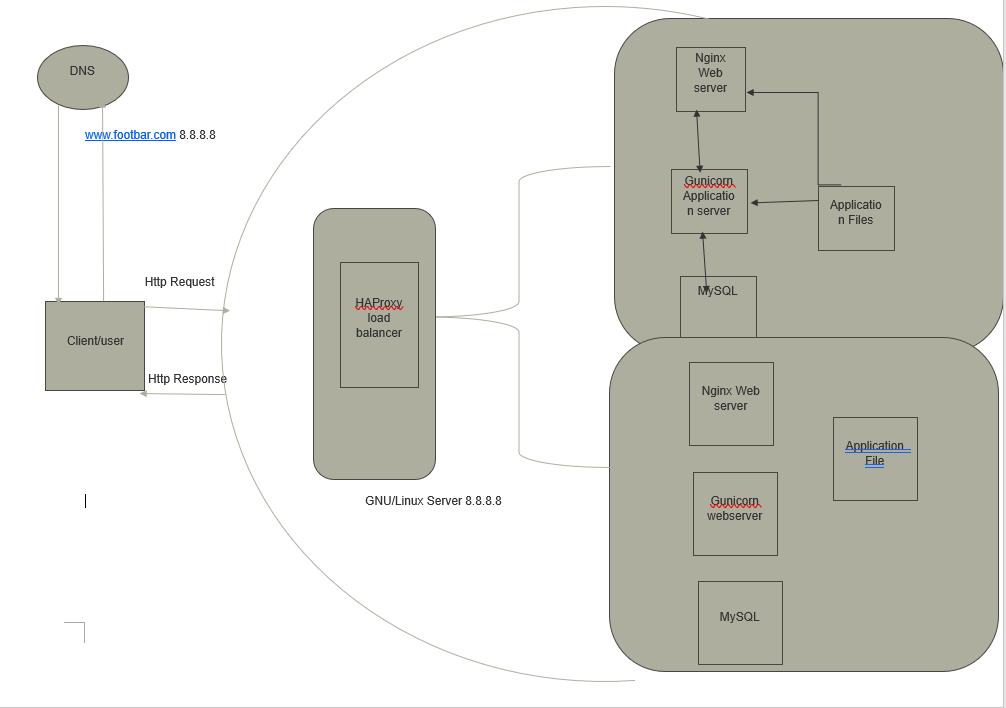 DNS
www.footbar.com 8.8.8.8
Http Request
Client/user
Http Response
HAProxy
load
balancer
GNU/Linux Server 8.8.8.8
Nginx
Web
server
Gunicorn
Applicatio
n server
Applicatio
n Files
MySQL
Nginx Web
server
Application
File
Gunicorn
webserver
MySQL